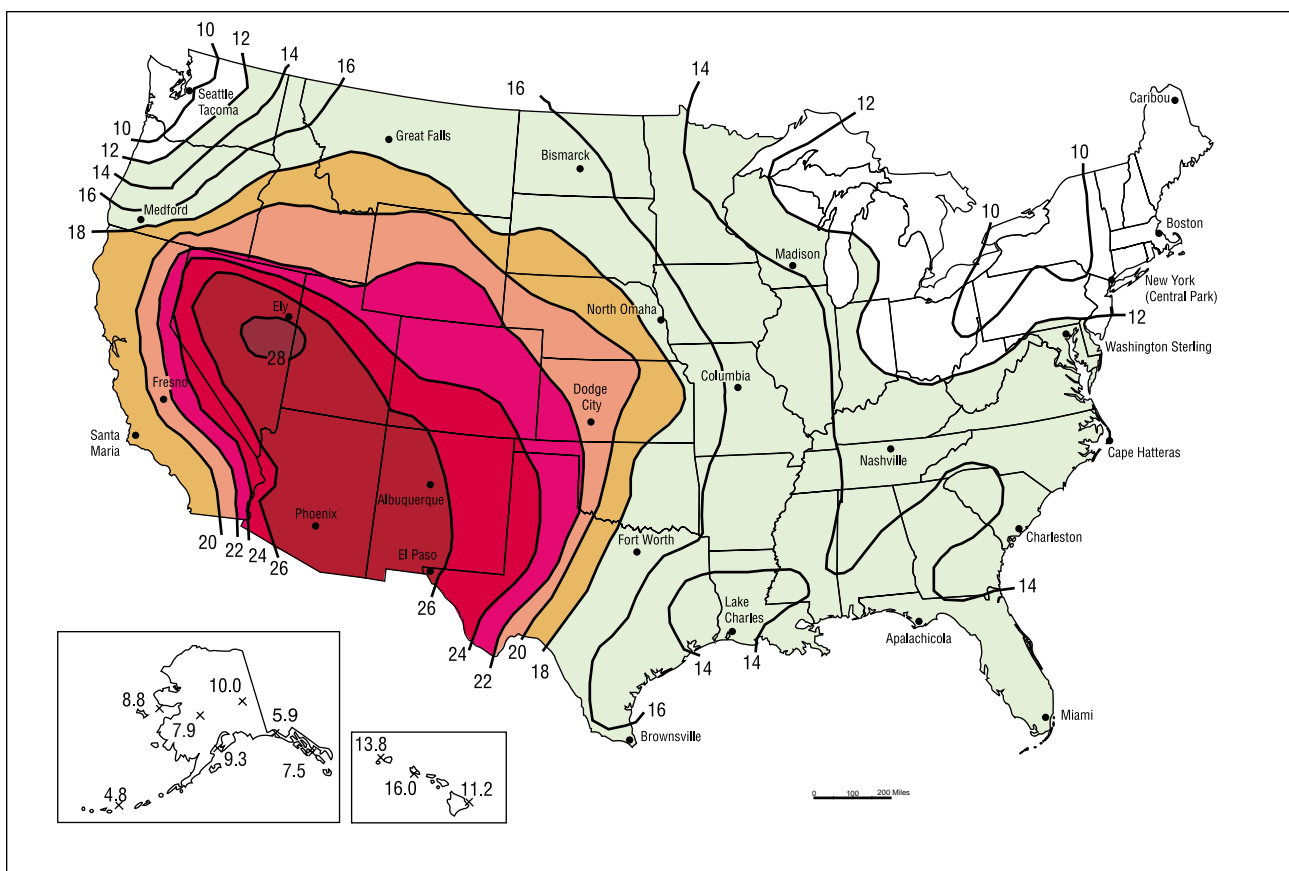 10
12
14
16
16
14
12
10
10
10
12
14
16
18
12
14
28
20
22
24
26
26
24
22
20
18
14
14
16
Seattle
Tacoma
Great Falls
Bismarck
Caribou
Medford
Boston
Madison
New York
(Central Park)
Ely
North Omaha
Washington Sterling
Fresno
Columbia
Dodge
City
Santa
Maria
Nashville
Cape Hatteras
Albuquerque
Phoenix
Fort Worth
Charleston
El Paso
Lake
Charles
Apalachicola
Miami
Brownsville
8.8
10.0
7.9
5.9
9.3
7.5
4.8
13.8
16.0
11.2
0 100 200 Miles